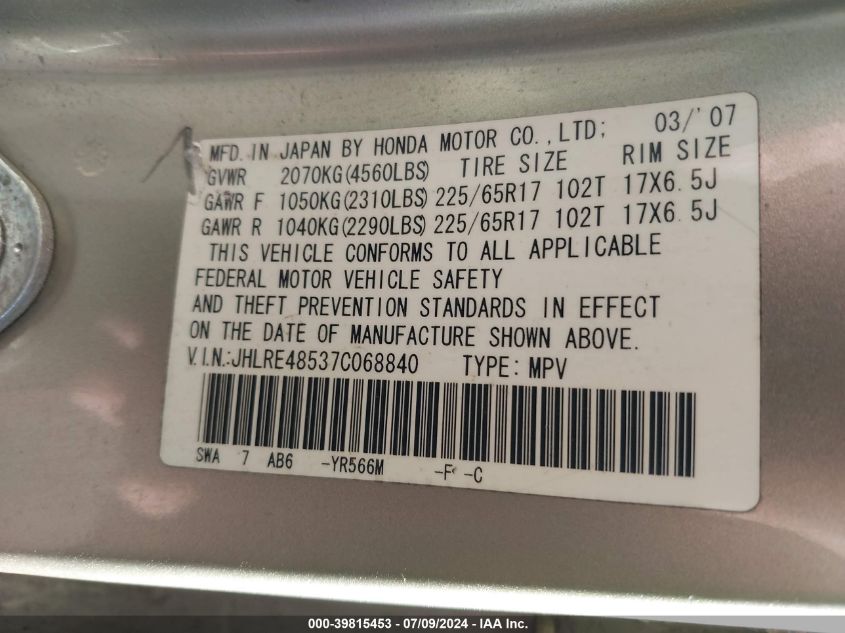 MFD. IN JAPAN BY HONDA MOTOR CO.,LTD; 03/'07
GVWR 2070KG(4560LBS) TIRE SIZE RIM SIZE
GAWR F 1050KG(2310LBS) 225/65R17 102T 17X6.5J
GAWR R 1040KG(2290LBS) 225/65R17 102T 17X6.5J
THIS VEHICLE CONFORMS TO ALL APPLICABLE
FEDERAL MOTOR VEHICLE SAFETY
AND THEFT PREVENTION STANDARDS IN EFFECT
ON THE DATE OF MANUFACTURE SHOWN ABOVE.
V.I.N.:JHLRE48537C068840 TYPE: MPV
SWA 7 AB6 -YR566M -F -C
000-39815453 - 07/09/2024 - IAA, Inc.